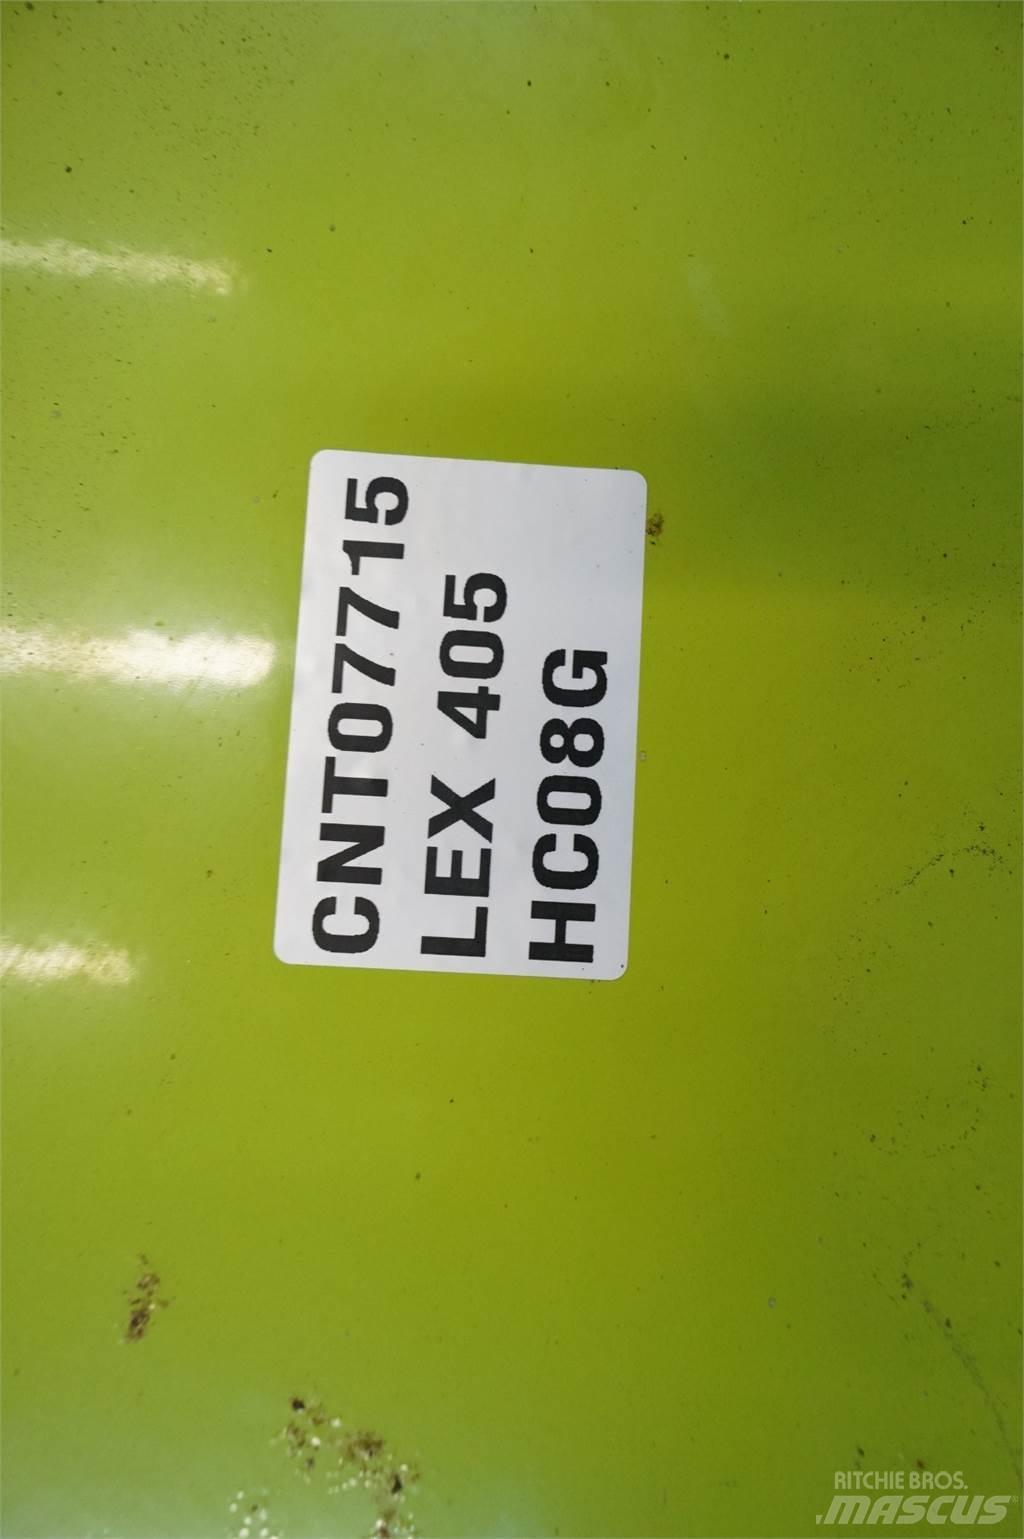 CNT07715
LEX 405
HC08G
RITCHIE BROS.
MASCUS